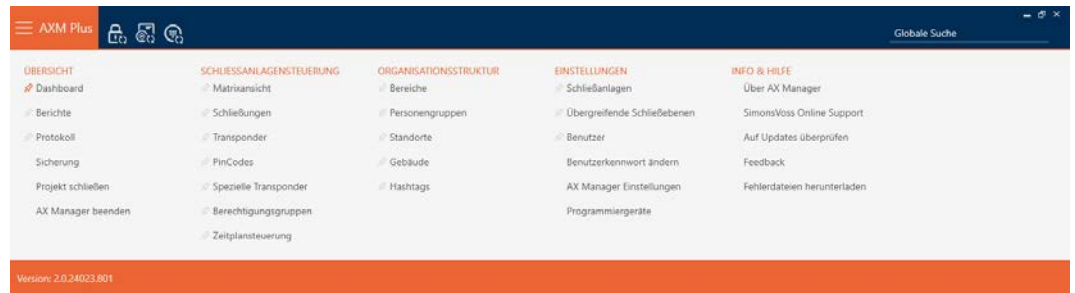 AXM Plus
Globale Suche
ÜBERSICHT
Dashboard
Berichte
Protokoll
Sicherung
Projekt schließen
AX Manager beenden
SCHLIESSANLAGENSTEUERUNG
Matrixansicht
Schließungen
Transponder
PinCodes
Spezielle Transponder
Berechtigungsgruppen
Zeitplansteuerung
ORGANISATIONSSTRUKTUR
Bereiche
Personengruppen
Standorte
Gebäude
Hashtags
EINSTELLUNGEN
Schließanlagen
Übergreifende Schließebenen
Benutzer
Benutzerkennwort ändern
AX Manager Einstellungen
Programmiergeräte
INFO & HILFE
Über AX Manager
SimonsVoss Online Support
Auf Updates überprüfen
Feedback
Fehlerdateien herunterladen
Version: 2.0.24023.801